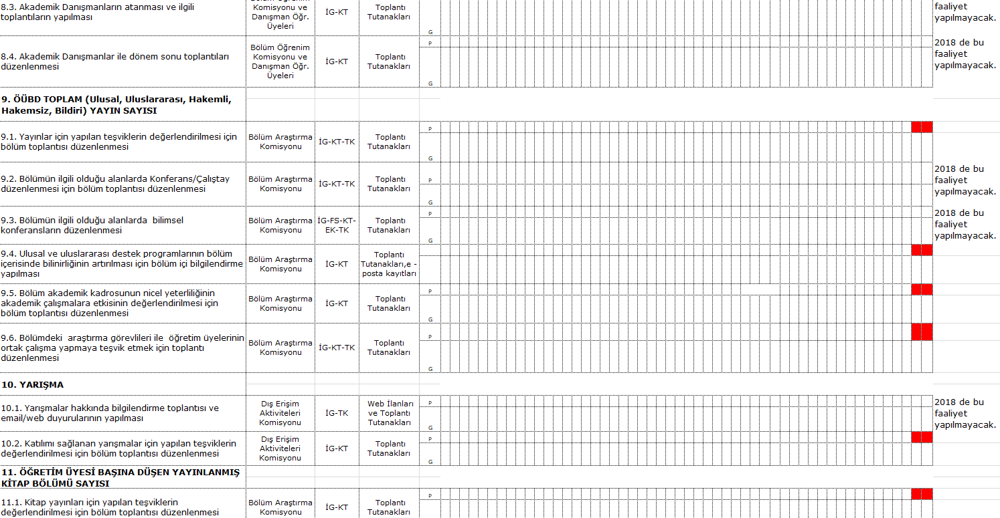 8.3. Akademik Danışmanların atanması ve ilgili
toplantıların yapılması
Komisyonu ve
Danışman Öğr.
Üyeleri
İG-KT
Toplantı
Tutanakları
G
faaliyet
yapılmayacak.
8.4. Akademik Danışmanlar ile dönem sonu toplantıları
düzenlenmesi
Bölüm Öğrenim
Komisyonu ve
Danışman Öğr.
Üyeleri
İG-KT
Toplantı
Tutanakları
P
G
2018 de bu
faaliyet
yapılmayacak.
9. ÖÜBD TOPLAM (Ulusal, Uluslararası, Hakemli,
Hakemsiz, Bildiri) YAYIN SAYISI
9.1. Yayınlar için yapılan teşviklerin değerlendirilmesi için
bölüm toplantısı düzenlenmesi
Bölüm Araştırma
Komisyonu
İG-KT-TK
Toplantı
Tutanakları
P
G
9.2. Bölümün ilgili olduğu alanlarda Konferans/Çalıştay
düzenlenmesi için bölüm toplantısı düzenlenmesi
Bölüm Araştırma
Komisyonu
İG-KT-TK
Toplantı
Tutanakları
P
G
2018 de bu
faaliyet
yapılmayacak.
9.3. Bölümün ilgili olduğu alanlarda  bilimsel
konferansların düzenlenmesi
Bölüm Araştırma
Komisyonu
İG-FS-KT-
EK-TK
Toplantı
Tutanakları
P
G
2018 de bu
faaliyet
yapılmayacak.
9.4. Ulusal ve uluslararası destek programlarının bölüm
içerisinde bilinirliğinin artırılması için bölüm içi bilgilendirme
yapılması
Bölüm Araştırma
Komisyonu
İG-KT
Toplantı
Tutanakları,e -
posta kayıtları
9.5. Bölüm akademik kadrosunun nicel yeterliliğinin
akademik çalışmalara etkisinin değerlendirilmesi için
bölüm toplantısı düzenlenmesi
Bölüm Araştırma
Komisyonu
İG-KT
Toplantı
Tutanakları
P
G
9.6. Bölümdeki  araştırma görevlileri ile  öğretim üyelerinin
ortak çalışma yapmaya teşvik etmek için toplantı
düzenlenmesi
Bölüm Araştırma
Komisyonu
İG-KT-TK
Toplantı
Tutanakları
P
G
10. YARIŞMA
10.1. Yarışmalar hakkında bilgilendirme toplantısı ve
email/web duyurularının yapılması
Dış Erişim
Aktiviteleri
Komisyonu
İG-TK
Web İlanları
ve Toplantı
Tutanakları
P
G
2018 de bu
faaliyet
yapılmayacak.
10.2. Katılımı sağlanan yarışmalar için yapılan teşviklerin
değerlendirilmesi için bölüm toplantısı düzenlenmesi
Dış Erişim
Aktiviteleri
Komisyonu
İG-KT
Toplantı
Tutanakları
P
G
11. ÖĞRETİM ÜYESİ BAŞINA DÜŞEN YAYINLANMIŞ
KİTAP BÖLÜMÜ SAYISI
11.1. Kitap yayınları için yapılan teşviklerin
değerlendirilmesi için bölüm toplantısı düzenlenmesi
Bölüm Araştırma
Komisyonu
İG-KT
Toplantı
Tutanakları
P